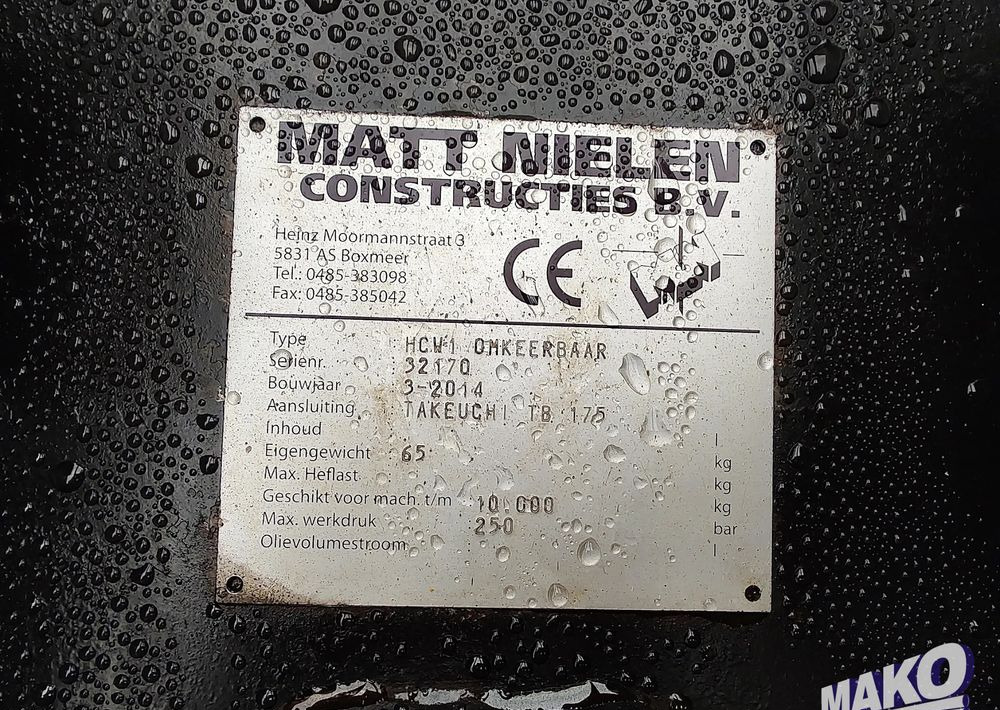 MATT NIELEN
CONSTRUCTIES B.V.
Heinz Moormannstraat 3
5831 AS Boxmeer
Tel.: 0485-383098
Fax: 0485-385042
CE
Type HCW1 OMKEERBAAR
Serienr. 32170
Bouwjaar 3-2014
Aansluiting TAKEUCHI TB 175
Inhoud l
Eigengewicht 65 kg
Max. Heflast kg
Geschikt voor mach. t/m 10.000 kg
Max. werkdruk 250 bar
Olievolumestroom l
MAKO